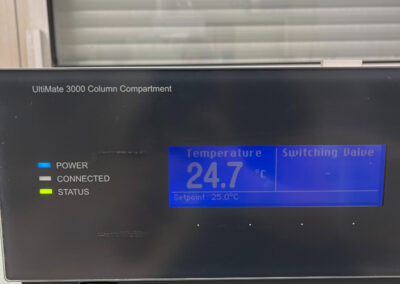 UltiMate 3000 Column Compartment
POWER
CONNECTED
STATUS
Temperature
24.7 °C
Setpoint: 25.0°C
Switching Valve
-